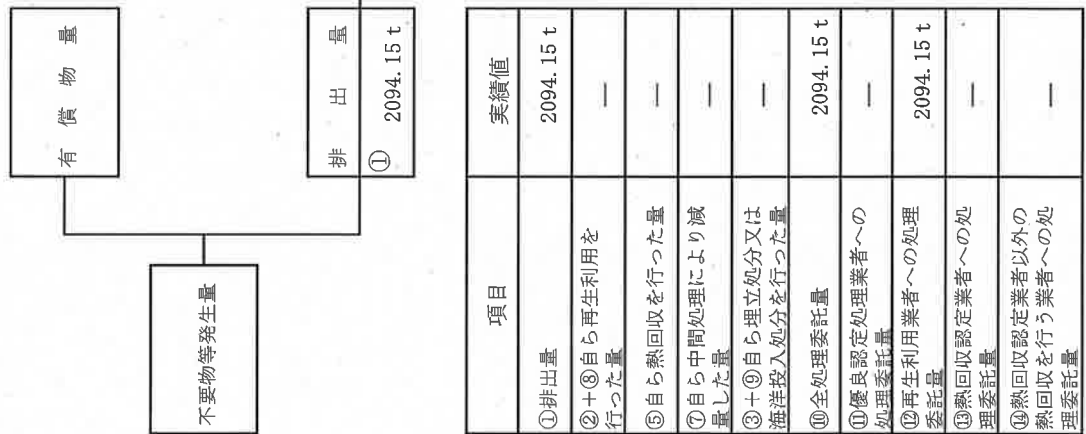 有 償 物 量
不要物等発生量
排 出 量
① 2094.15 t
項目 実績値
①排出量 2094.15 t
②+⑧自ら再生利用を
行った量 —
⑤自ら熱回収を行った量 —
⑦自ら中間処理により減
量した量 —
③+⑨自ら埋立処分又は
海洋投入処分を行った量 —
⑩全処理委託量 2094.15 t
⑪優良認定処理業者への
処理委託量 —
⑫再生利用業者への処理
委託量 2094.15 t
⑬熱回収認定業者への処
理委託量 —
⑭熱回収認定業者以外の
熱回収を行う業者への処
理委託量 —